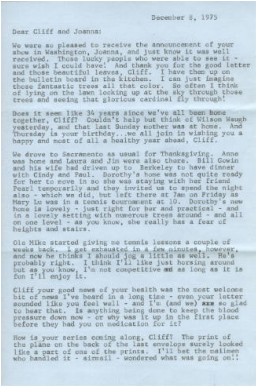 December 8, 1975
Dear Cliff and Joanna:
We were so pleased to receive the announcement of your
show in Washington, Joanna, and just know it was well
received. Those lucky people who were able to see it -
sure wish I could have! And thank you for the good letter
and those beautiful leaves, Cliff. I have them up on
the bulletin board in the kitchen. I can just imagine
those fantastic trees all that color. So often I think
of lying on the lawn looking up at the sky through those
trees and seeing that glorious cardinal fly through!
Does it seem like 34 years since we've all been home
together, Cliff? Couldn't help but think of Wilson Waugh
yesterday, and that last Sunday mother was at home. And
Thursday is your birthday...we all join in wishing you a
happy and most of all a healthy year ahead, Cliff.
We drove to Sacramento as usual for Thanksgiving. Anne
was home and Laura and Jim were also there. Bill Gowie
and his wife had driven up to Berkeley to have dinner
with Cindy and Paul. Dorothy's home was not quite ready
for her to move in so she was staying with her friend
Pearl temporarily and they invited us to spend the night
also - which we did, but left there at 7am on Friday as
Mary Lu was in a tennis tournament at 10. Dorothy's new
home is lovely - just right for her and practical - and
in a lovely setting with numerous trees around - and all
on one level - as you know, she really has a fear of
heights and stairs.
Ole Mike started giving me tennis lessons a couple of
weeks back. I get exhausted in a few minutes, however,
and now he thinks I should jog a little as well. He's
probably right. I think I'll like just horsing around
but as you know, I'm not competitive as long as it is
fun I'll enjoy it.
Cliff your good news of your health was the most welcome
bit of news I've heard in a long time - even your letter
sounded like you feel well - and I'm (and we) are so glad
to hear that. Is anything being done to keep the blood
pressure down now - or why was it up in the first place
before they had you on medication for it?
How is your series coming along, Cliff? The print of
the plane on the back of the last envelope surely looked
like a part of one of the prints. I'll bet the mailmen
who handled it - airmail - wondered what was going on!!